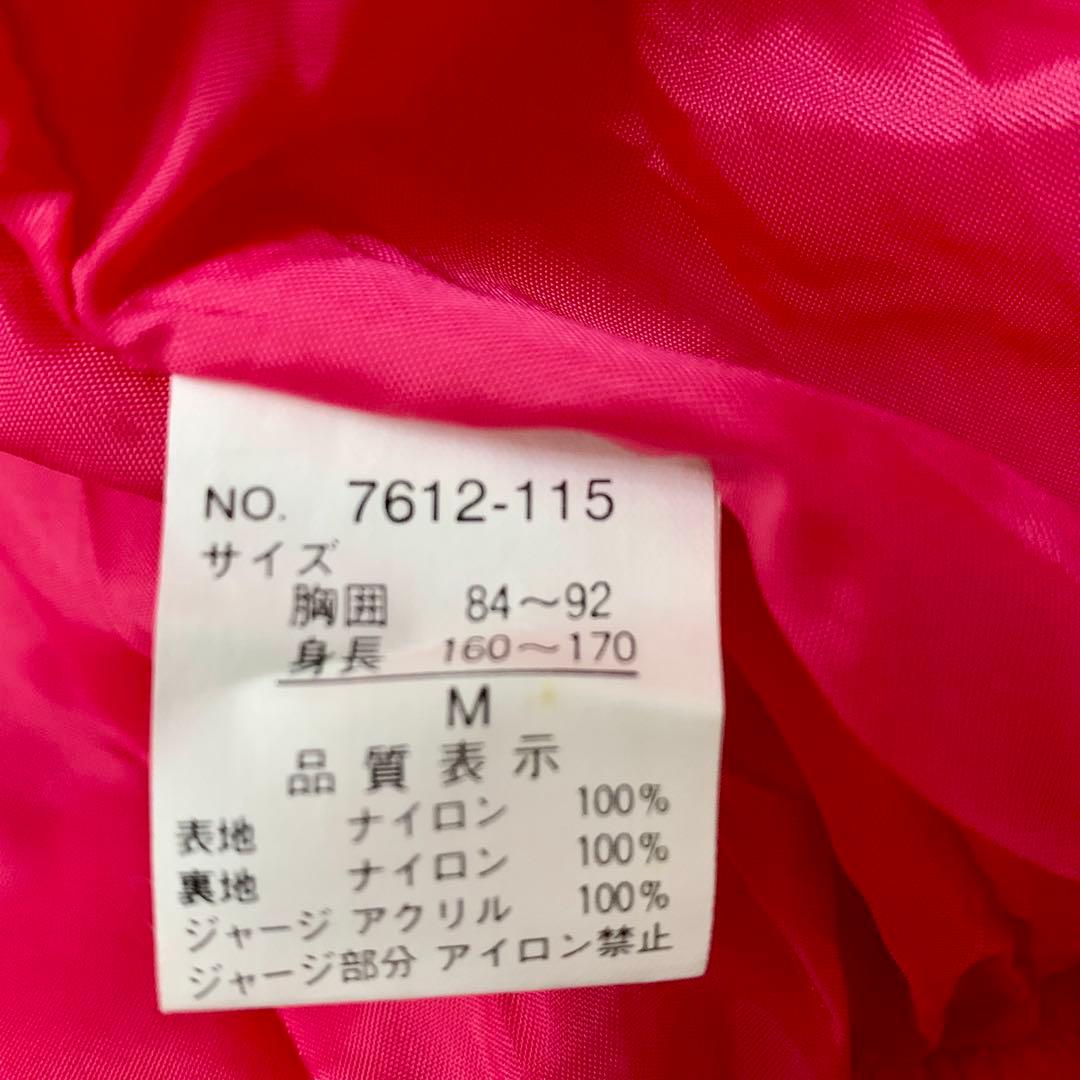 NO. 7612-115
サイズ
胸囲 84～92
身長 160～170
M
品質表示
表地 ナイロン 100%
裏地 ナイロン 100%
ジャージ アクリル 100%
ジャージ部分 アイロン禁止